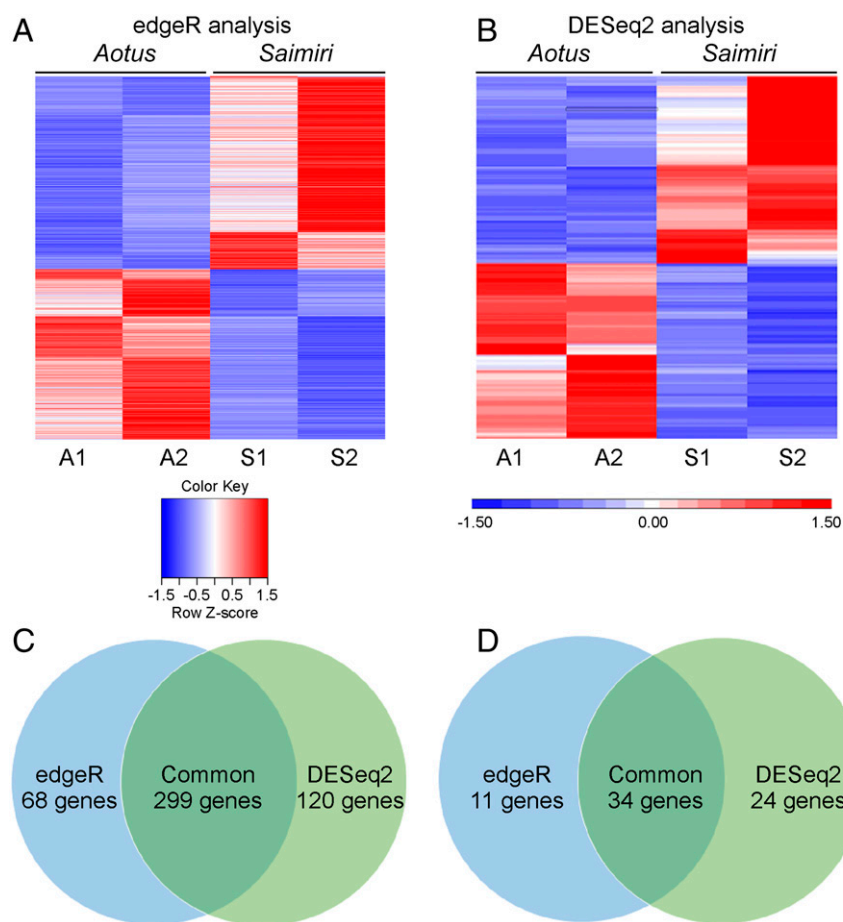 A
edgeR analysis
Aotus Saimiri
A1 A2 S1 S2
Color Key
-1.5 -0.5 0.5 1.5
Row Z-score
B
DESeq2 analysis
Aotus Saimiri
A1 A2 S1 S2
-1.50 0.00 1.50
C
edgeR
68 genes
Common
299 genes
DESeq2
120 genes
D
edgeR
11 genes
Common
34 genes
DESeq2
24 genes